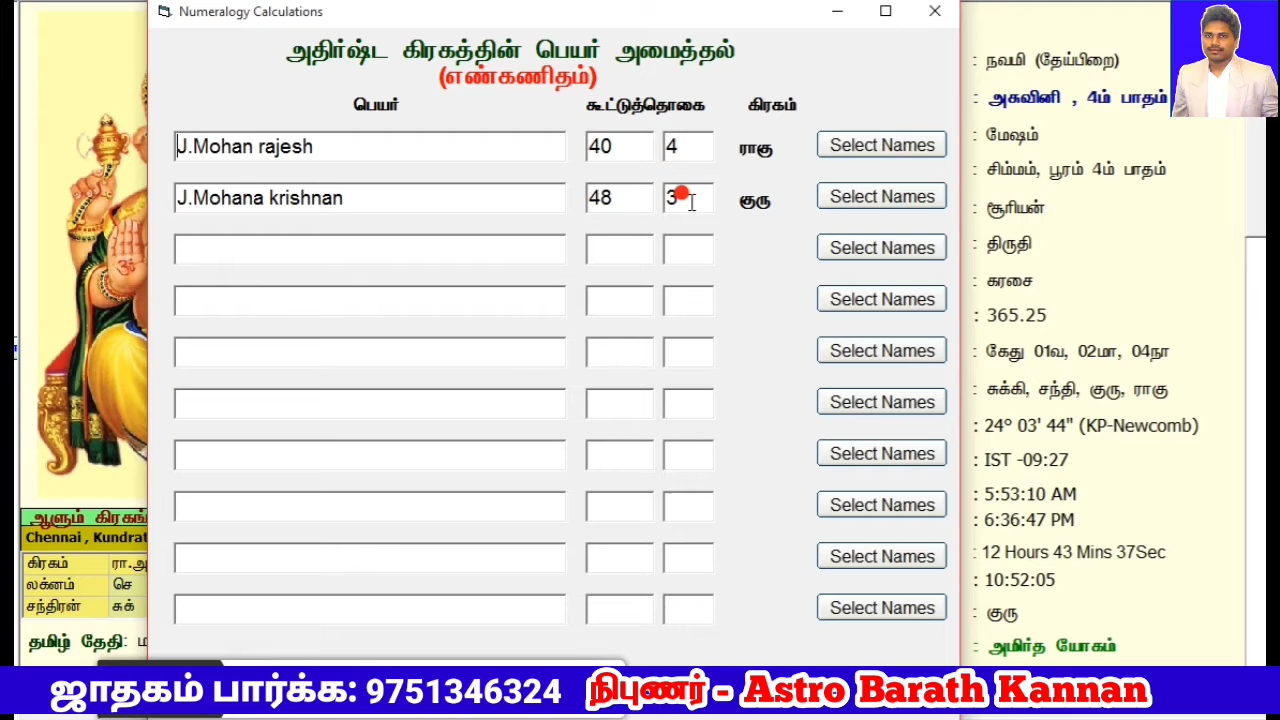 Numeralogy Calculations
அதிர்ஷ்ட கிரகத்தின் பெயர் அமைத்தல்
(எண்கணிதம்)
பெயர் கூட்டுத்தொகை கிரகம்
J.Mohan rajesh 40 4 ராகு Select Names
J.Mohana krishnan 48 3 குரு Select Names
Select Names
Select Names
Select Names
Select Names
Select Names
Select Names
Select Names
Select Names
: நவமி (தேய்பிறை)
: அசுவினி , 4ம் பாதம்
: மேஷம்
: சிம்மம், பூரம் 4ம் பாதம்
: சூரியன்
: திருதி
: கரசை
: 365.25
: கேது 01வ, 02மா, 04நா
: சுக்கி, சந்தி, குரு, ராகு
: 24° 03' 44" (KP-Newcomb)
: IST -09:27
: 5:53:10 AM
: 6:36:47 PM
: 12 Hours 43 Mins 37Sec
: 10:52:05
: குரு
: அமிர்த யோகம்
ஆளும்
Chennai , Kundrat
கிரகம் ரா.அ
லக்னம் செ
சந்திரன் சுக்
தமிழ் தேதி:
ஜாதகம் பார்க்க: 9751346324 நிபுணர் - Astro Barath Kannan